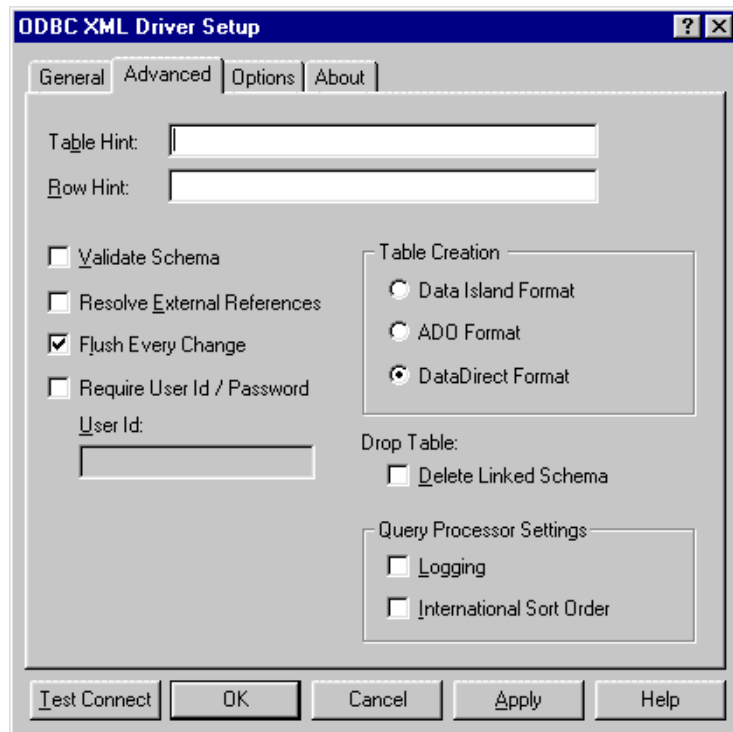 ODBC XML Driver Setup
General Advanced Options About
Table Hint:
Row Hint:
Validate Schema
Resolve External References
Flush Every Change
Require User Id / Password
User Id:
Table Creation
Data Island Format
ADO Format
DataDirect Format
Drop Table:
Delete Linked Schema
Query Processor Settings
Logging
International Sort Order
Test Connect OK Cancel Apply Help